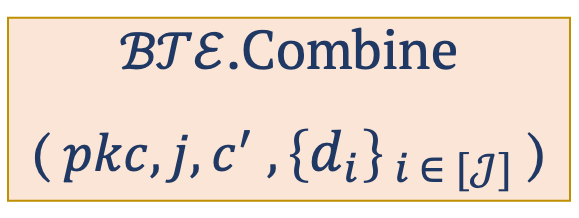 ℬ𝒯ℰ.Combine
( pkc, j, c′ , {dᵢ} i ∈ [𝒥] )